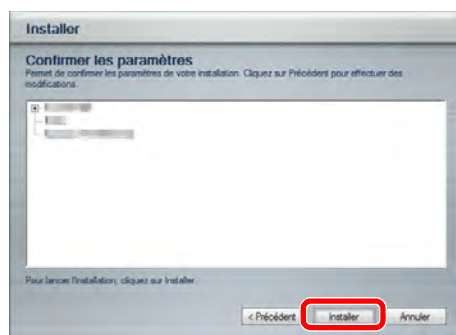 Installer
Confirmer les paramètres
Permet de confirmer les paramètres de votre installation. Cliquez sur Précédent pour effectuer des
modifications.
Pour lancer l'installation, cliquez sur Installer.
< Précédent
Installer
Annuler